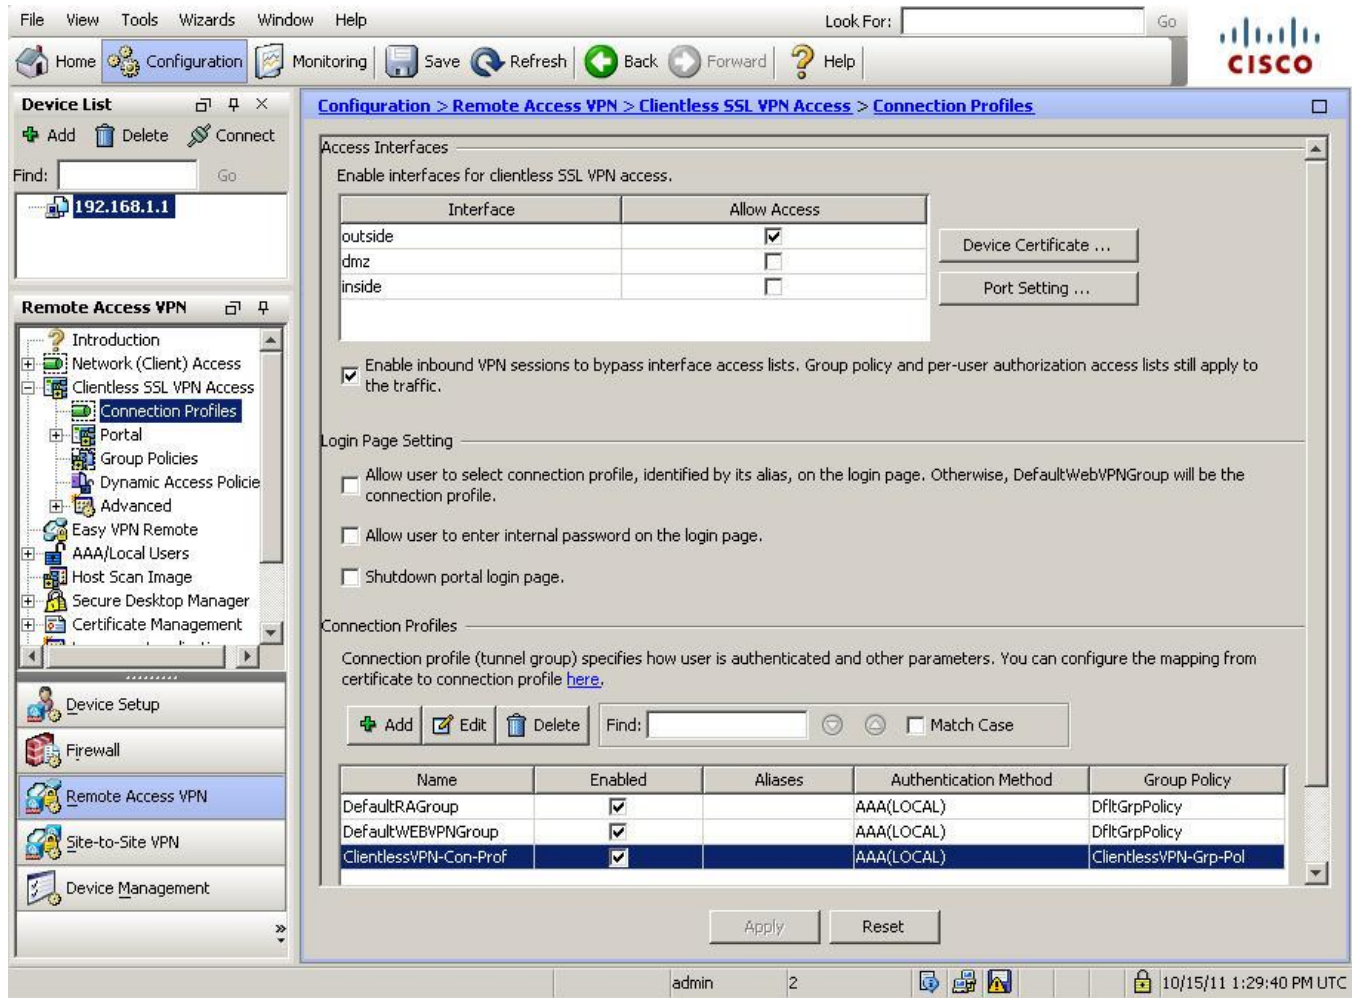 File View Tools Wizards Window Help Look For: Go
Home Configuration Monitoring Save Refresh Back Forward Help
CISCO
Device List
Add Delete Connect
Find: Go
192.168.1.1
Remote Access VPN
Introduction
Network (Client) Access
Clientless SSL VPN Access
Connection Profiles
Portal
Group Policies
Dynamic Access Policie
Advanced
Easy VPN Remote
AAA/Local Users
Host Scan Image
Secure Desktop Manager
Certificate Management
Device Setup
Firewall
Remote Access VPN
Site-to-Site VPN
Device Management
»
Configuration > Remote Access VPN > Clientless SSL VPN Access > Connection Profiles
Access Interfaces
Enable interfaces for clientless SSL VPN access.
Interface Allow Access
outside
dmz
inside
Device Certificate ...
Port Setting ...
Enable inbound VPN sessions to bypass interface access lists. Group policy and per-user authorization access lists still apply to
the traffic.
Login Page Setting
Allow user to select connection profile, identified by its alias, on the login page. Otherwise, DefaultWebVPNGroup will be the
connection profile.
Allow user to enter internal password on the login page.
Shutdown portal login page.
Connection Profiles
Connection profile (tunnel group) specifies how user is authenticated and other parameters. You can configure the mapping from
certificate to connection profile here.
Add Edit Delete Find: Match Case
Name Enabled Aliases Authentication Method Group Policy
DefaultRAGroup AAA(LOCAL) DfltGrpPolicy
DefaultWEBVPNGroup AAA(LOCAL) DfltGrpPolicy
ClientlessVPN-Con-Prof AAA(LOCAL) ClientlessVPN-Grp-Pol
Apply Reset
admin 2 10/15/11 1:29:40 PM UTC